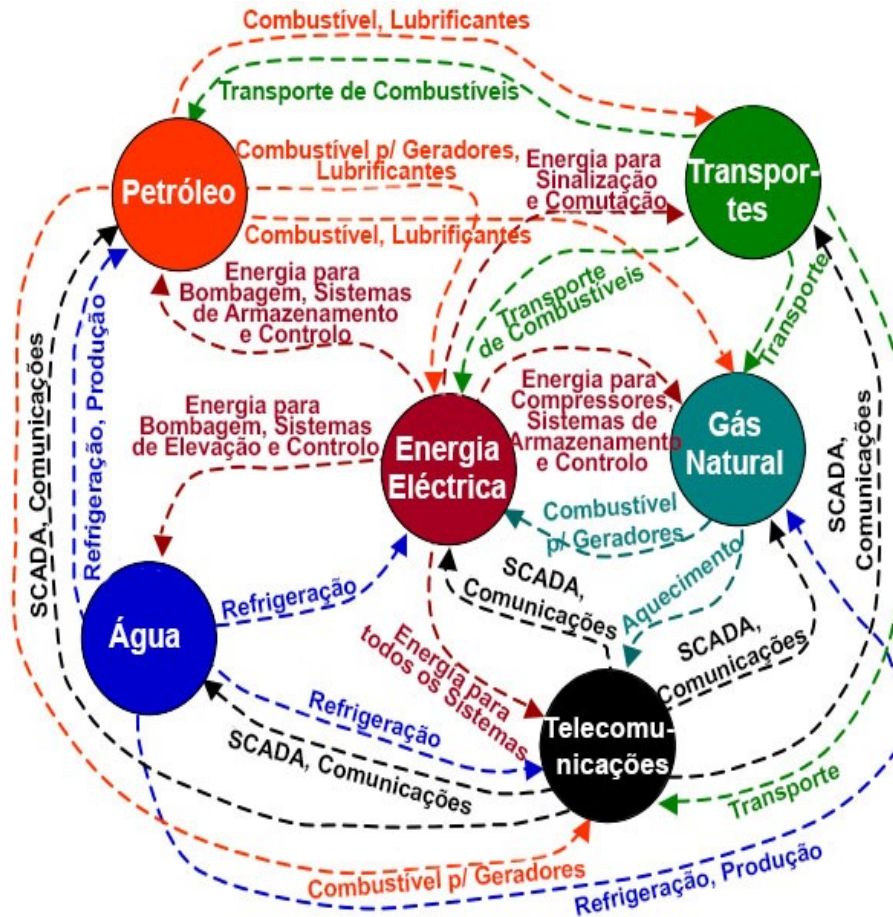 Combustível, Lubrificantes
Transporte de Combustíveis
Petróleo
Combustível p/ Geradores,
Lubrificantes
Combustível, Lubrificantes
Energia para
Sinalização
e Comutação
Transpor-
tes
Energia para
Bombagem, Sistemas
de Armazenamento
e Controlo
Transporte
de Combustíveis
Transporte
Energia para
Bombagem, Sistemas
de Elevação e Controlo
Energia
Eléctrica
Energia para
Compressores,
Sistemas de
Armazenamento
e Controlo
Gás
Natural
SCADA, Comunicações
Refrigeração, Produção
Combustível
p/ Geradores
SCADA,
Comunicações
Água
Refrigeração
SCADA,
Comunicações
Aquecimento
SCADA,
Comunicações
Energia para
todos os Sistemas
Refrigeração
SCADA, Comunicações
Telecomu-
nicações
Transporte
Combustível p/ Geradores
Refrigeração, Produção